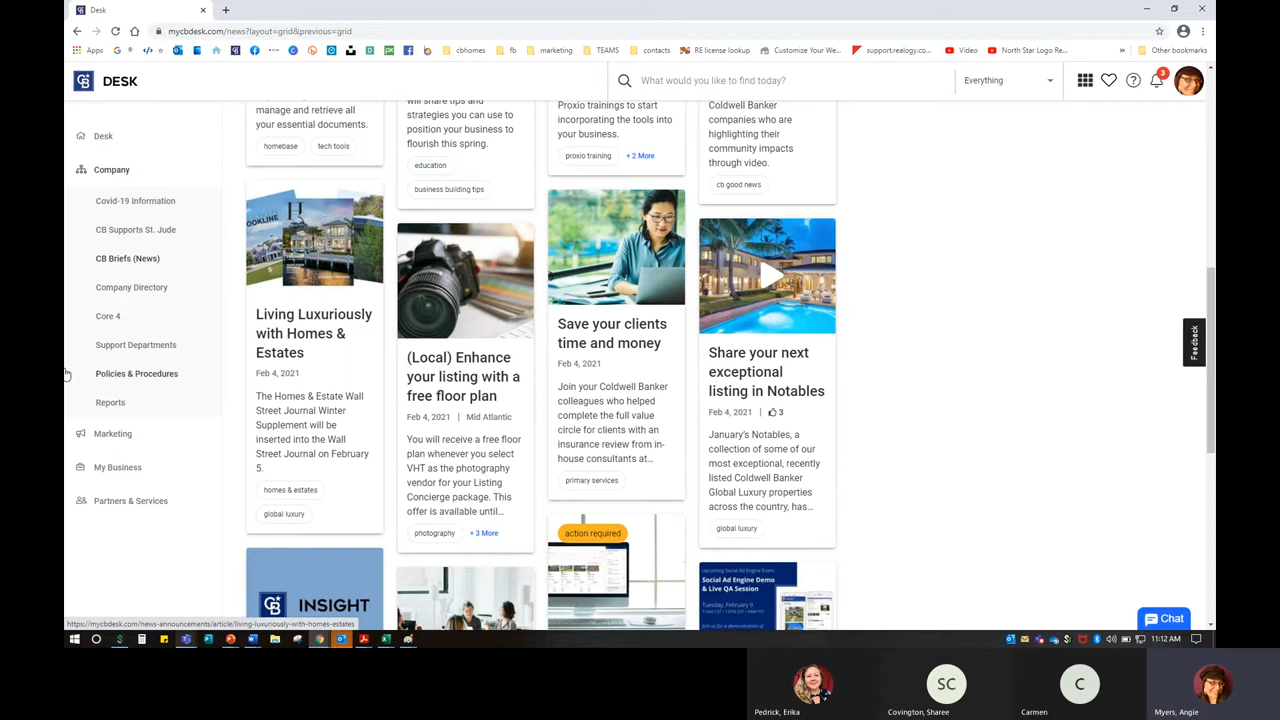 Desk
mycbdesk.com/news?layout=grid&previous=grid
Apps
cbhomes
fb
marketing
TEAMS
contacts
RE license lookup
Customize Your We...
support.realogy.co...
Video
North Star Logo Re...
»
Other bookmarks
CB DESK
What would you like to find today?
Everything
3
Desk
Company
Covid-19 Information
CB Supports St. Jude
CB Briefs (News)
Company Directory
Core 4
Support Departments
Policies & Procedures
Reports
Marketing
My Business
Partners & Services
manage and retrieve all
your essential documents.
homebase
tech tools
OOKLINE
H
Living Luxuriously
with Homes &
Estates
Feb 4, 2021
The Homes & Estate Wall
Street Journal Winter
Supplement will be
inserted into the Wall
Street Journal on February
5.
homes & estates
global luxury
CB INSIGHT
will share tips and
strategies you can use to
position your business to
flourish this spring.
education
business building tips
(Local) Enhance
your listing with a
free floor plan
Feb 4, 2021 | Mid Atlantic
You will receive a free floor
plan whenever you select
VHT as the photography
vendor for your Listing
Concierge package. This
offer is available until...
photography
+ 3 More
Proxio trainings to start
incorporating the tools into
your business.
proxio training
+ 2 More
Save your clients
time and money
Feb 4, 2021
Join your Coldwell Banker
colleagues who helped
complete the full value
circle for clients with an
insurance review from in-
house consultants at...
primary services
action required
Coldwell Banker
companies who are
highlighting their
community impacts
through video.
cb good news
Share your next
exceptional
listing in Notables
Feb 4, 2021 | 3
January's Notables, a
collection of some of our
most exceptional, recently
listed Coldwell Banker
Global Luxury properties
across the country, has...
global luxury
Upcoming Social Ad Engine Event
Social Ad Engine Demo
& Live QA Session
Tuesday, February 9
Feedback
Chat
https://mycbdesk.com/news-announcements/article/living-luxuriously-with-homes-estates
11:12 AM
Pedrick, Erika
SC
Covington, Sharee
C
Carmen
Myers, Angie